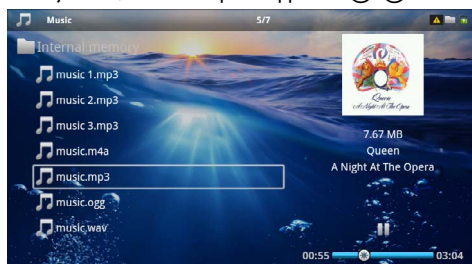 Music 5/7
Internal memory
music 1.mp3
music 2.mp3
music 3.mp3
music.m4a
music.mp3
music.ogg
music.wav
Queen
A Night At The Opera
7.67 MB
Queen
A Night At The Opera
00:55 03:04